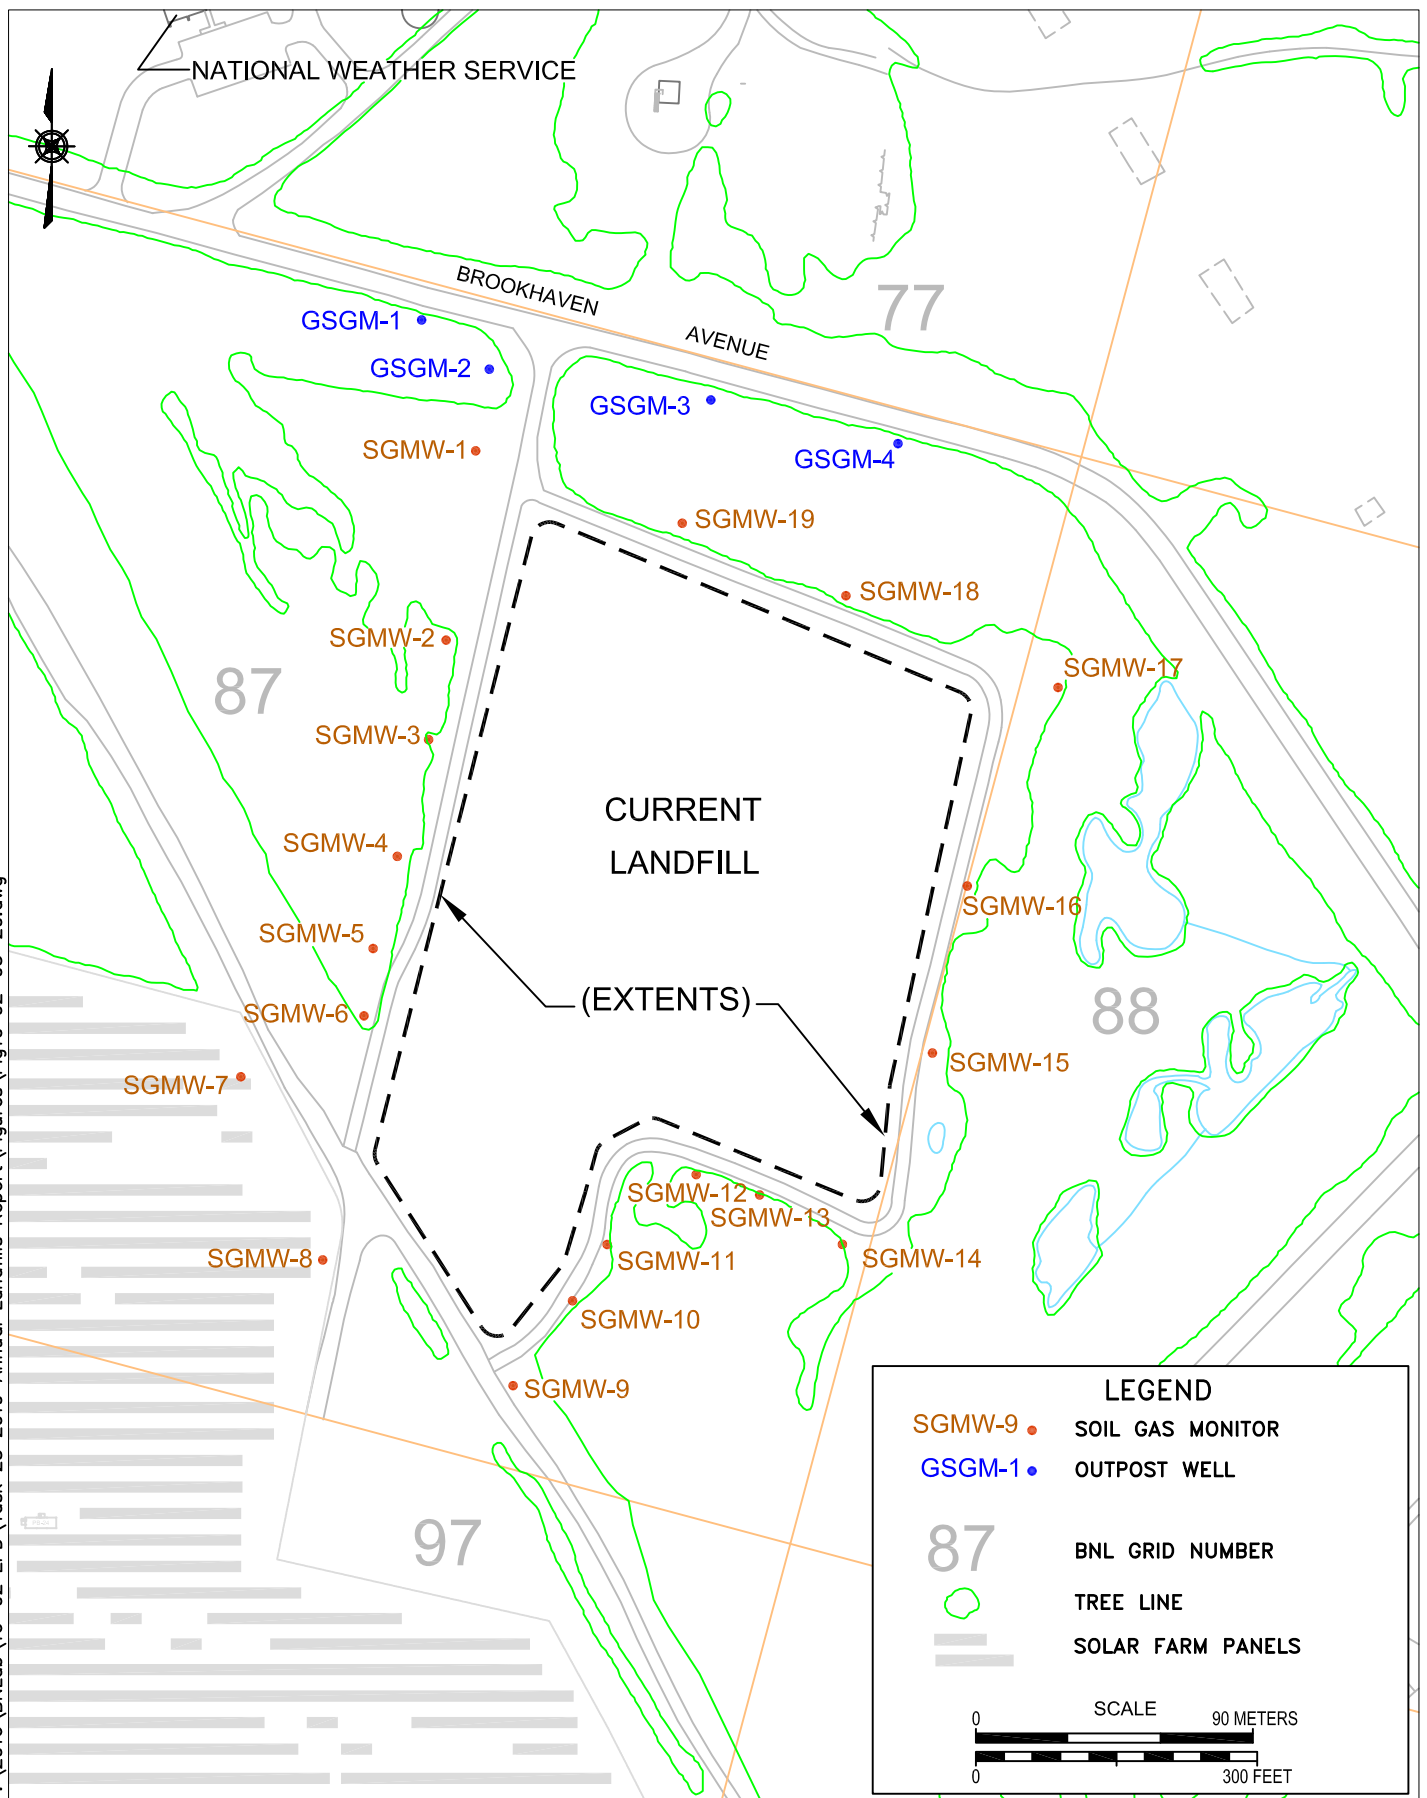 NATIONAL WEATHER SERVICE
BROOKHAVEN AVENUE
77
GSGM-1
GSGM-2
GSGM-3
GSGM-4
SGMW-1
SGMW-19
SGMW-18
SGMW-2
SGMW-17
87
SGMW-3
CURRENT
LANDFILL
SGMW-4
SGMW-16
SGMW-5
(EXTENTS)
88
SGMW-6
SGMW-15
SGMW-7
SGMW-12
SGMW-13
SGMW-8
SGMW-11
SGMW-14
SGMW-10
SGMW-9
97
LEGEND
SGMW-9 SOIL GAS MONITOR
GSGM-1 OUTPOST WELL
87 BNL GRID NUMBER
TREE LINE
SOLAR FARM PANELS
SCALE
0 90 METERS
0 300 FEET